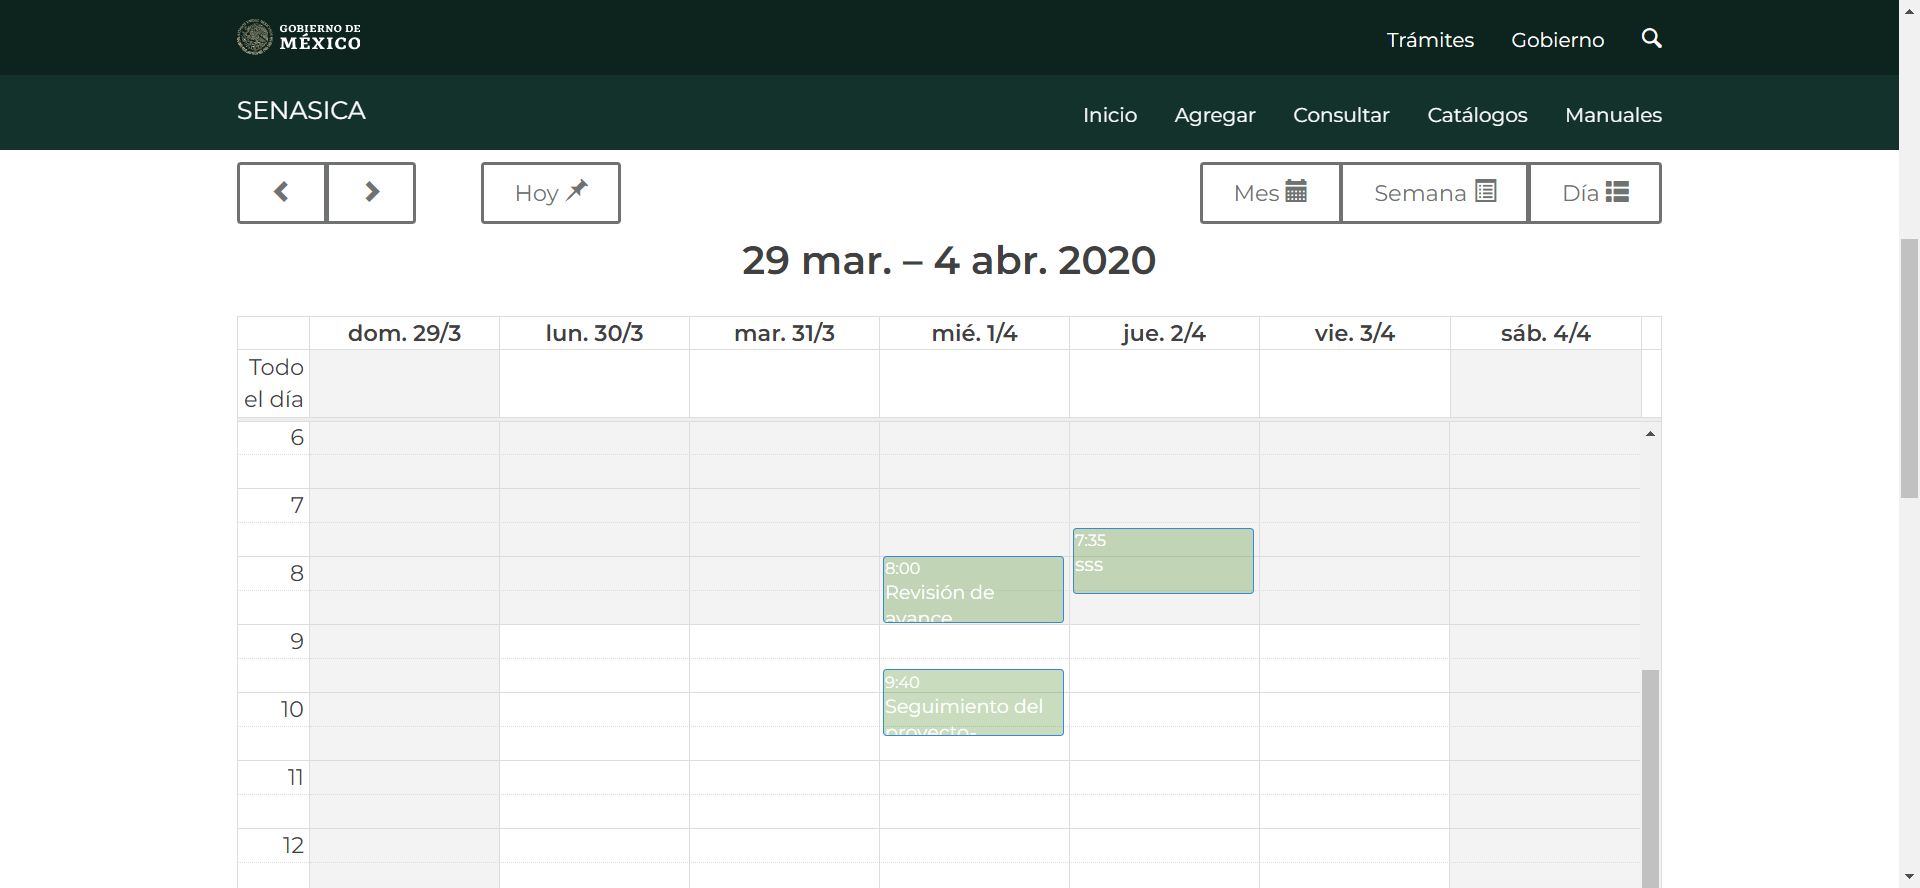 GOBIERNO DE
MÉXICO
Trámites
Gobierno
SENASICA
Inicio
Agregar
Consultar
Catálogos
Manuales
Hoy
Mes
Semana
Día
29 mar. – 4 abr. 2020
dom. 29/3
lun. 30/3
mar. 31/3
mié. 1/4
jue. 2/4
vie. 3/4
sáb. 4/4
Todo
el día
6
7
7:35
sss
8
8:00
Revisión de
avance
9
9:40
Seguimiento del
proyecto-
10
11
12